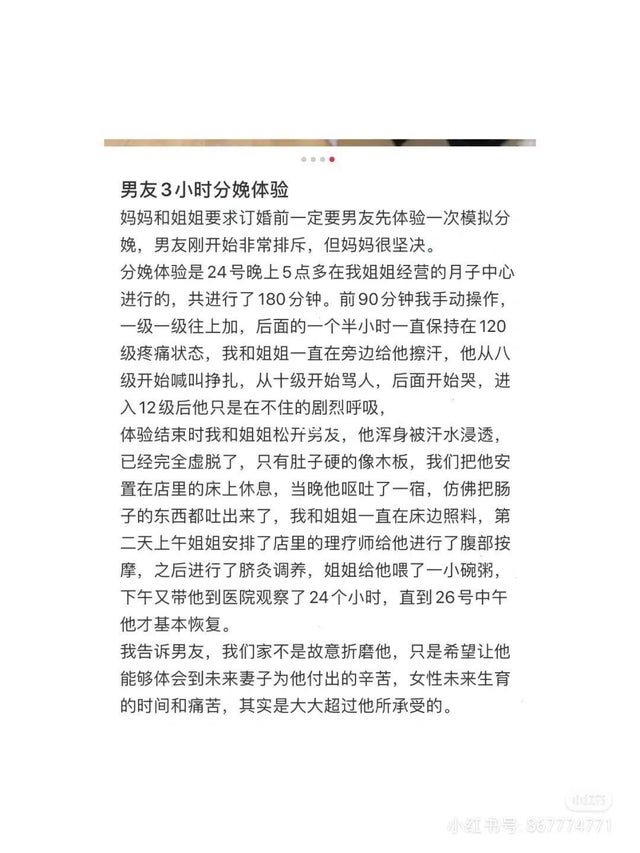 男友3小时分娩体验
妈妈和姐姐要求订婚前一定要男友先体验一次模拟分
娩，男友刚开始非常排斥，但妈妈很坚决。
分娩体验是24号晚上5点多在我姐姐经营的月子中心
进行的，共进行了180分钟。前90分钟我手动操作，
一级一级往上加，后面的一个半小时一直保持在120
级疼痛状态，我和姐姐一直在旁边给他擦汗，他从八
级开始喊叫挣扎，从十级开始骂人，后面开始哭，进
入12级后他只是在不住的剧烈呼吸，
体验结束时我和姐姐松开男友，他浑身被汗水浸透，
已经完全虚脱了，只有肚子硬的像木板，我们把他安
置在店里的床上休息，当晚他呕吐了一宿，仿佛把肠
子的东西都吐出来了，我和姐姐一直在床边照料，第
二天上午姐姐安排了店里的理疗师给他进行了腹部按
摩，之后进行了脐灸调养，姐姐给他喂了一小碗粥，
下午又带他到医院观察了24个小时，直到26号中午
他才基本恢复。
我告诉男友，我们家不是故意折磨他，只是希望让他
能够体会到未来妻子为他付出的辛苦，女性未来生育
的时间和痛苦，其实是大大超过他所承受的。
小红书
小红书号: 867774771